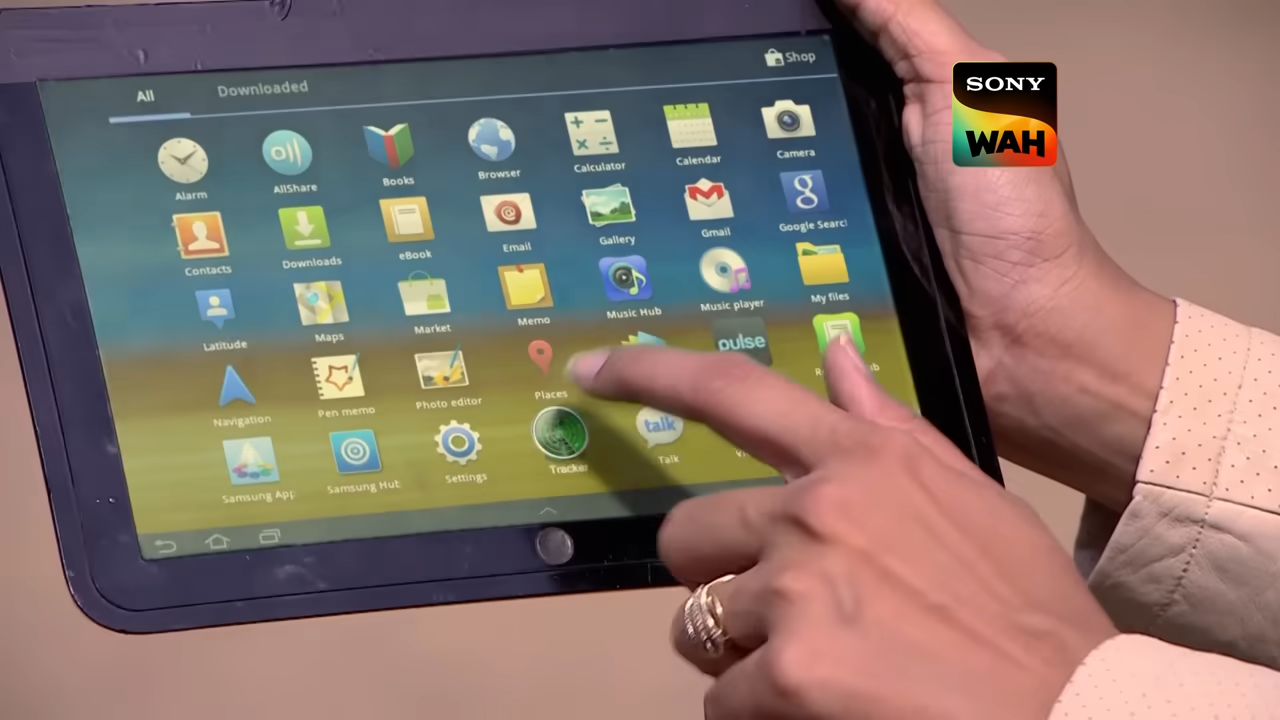 All Downloaded Shop
SONY
WAH
Alarm AllShare Books Browser Calculator Calendar Camera
Contacts Downloads eBook Email Gallery Gmail Google Searc
Latitude Maps Market Memo Music Hub Music player My files
pulse
Navigation Pen memo Photo editor Places
talk
Samsung App Samsung Hub Settings Tracker Talk